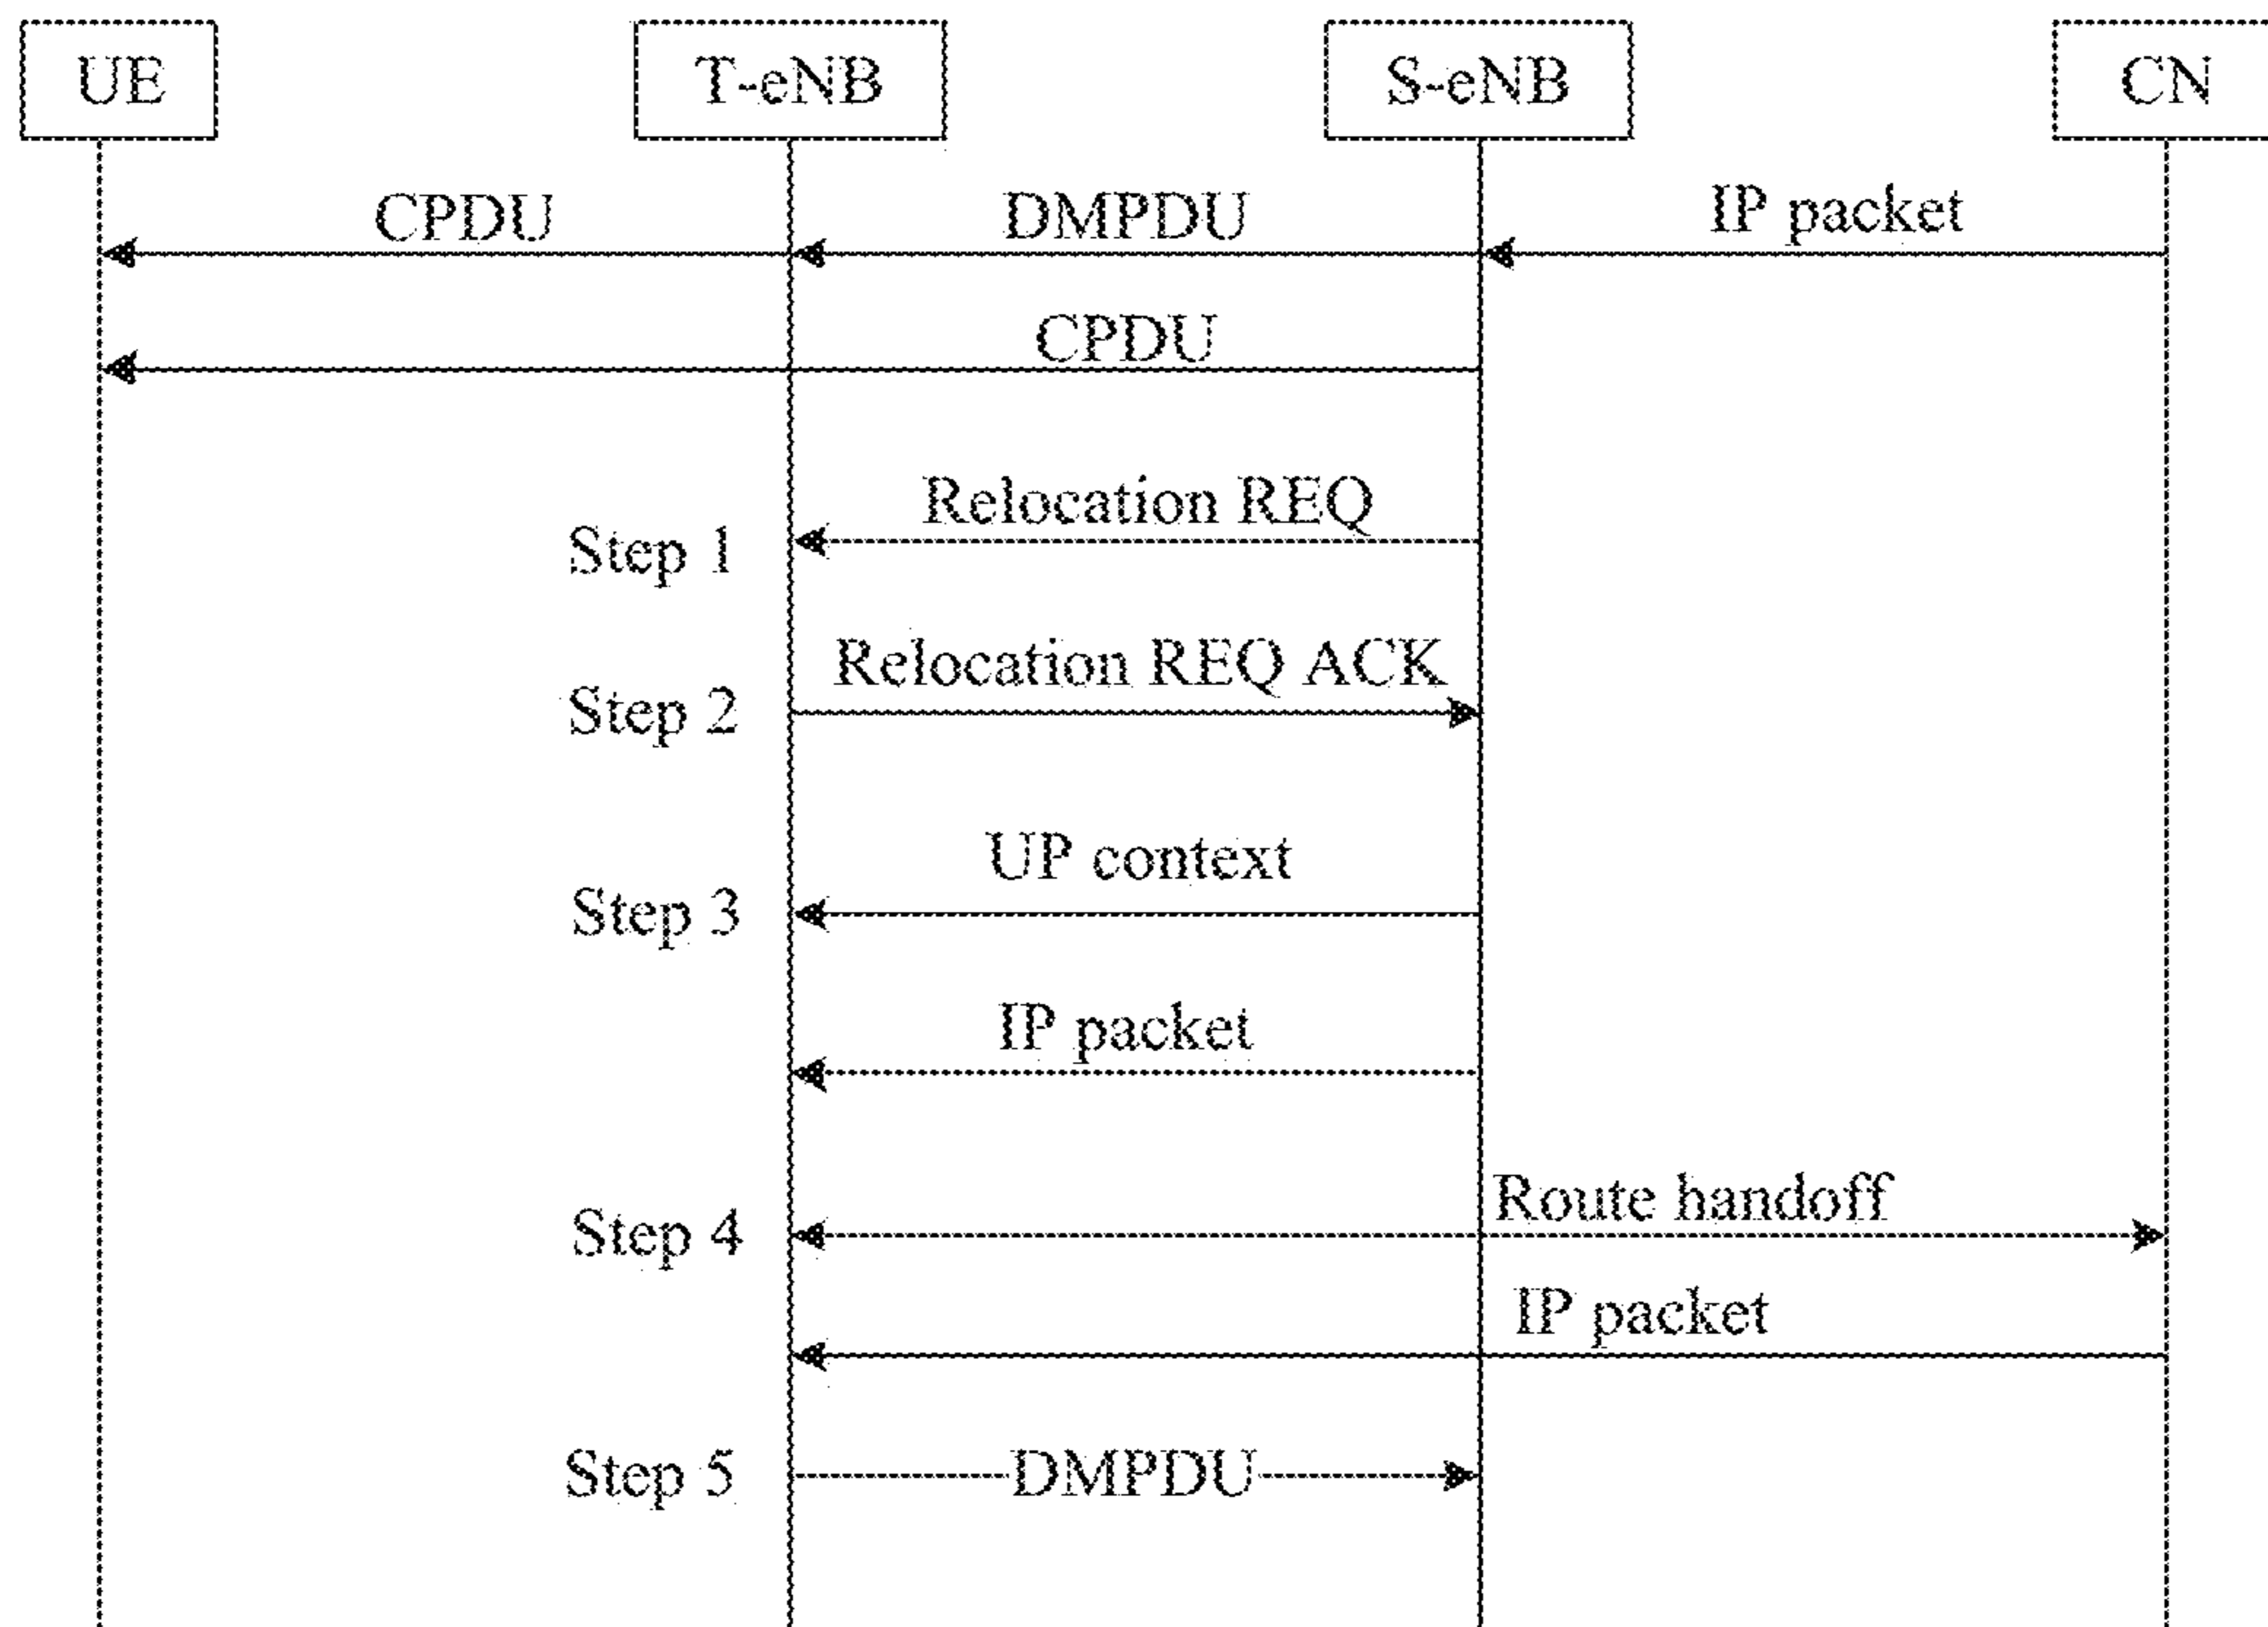 UE T-eNB S-eNB CN
CPDU DMPDU IP packet
CPDU
Relocation REQ
Step 1
Relocation REQ ACK
Step 2
UP context
Step 3
IP packet
Route handoff
Step 4
IP packet
Step 5 DMPDU